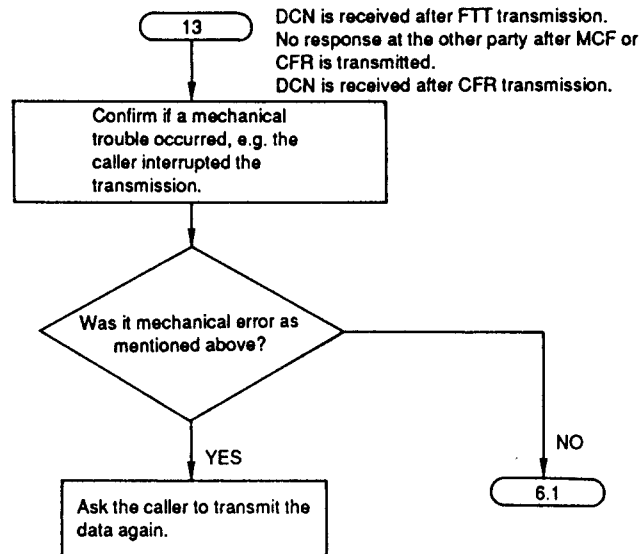 13
DCN is received after FTT transmission.
No response at the other party after MCF or
CFR is transmitted.
DCN is received after CFR transmission.
Confirm if a mechanical
trouble occurred, e.g. the
caller interrupted the
transmission.
Was it mechanical error as
mentioned above?
YES
NO
Ask the caller to transmit the
data again.
6.1